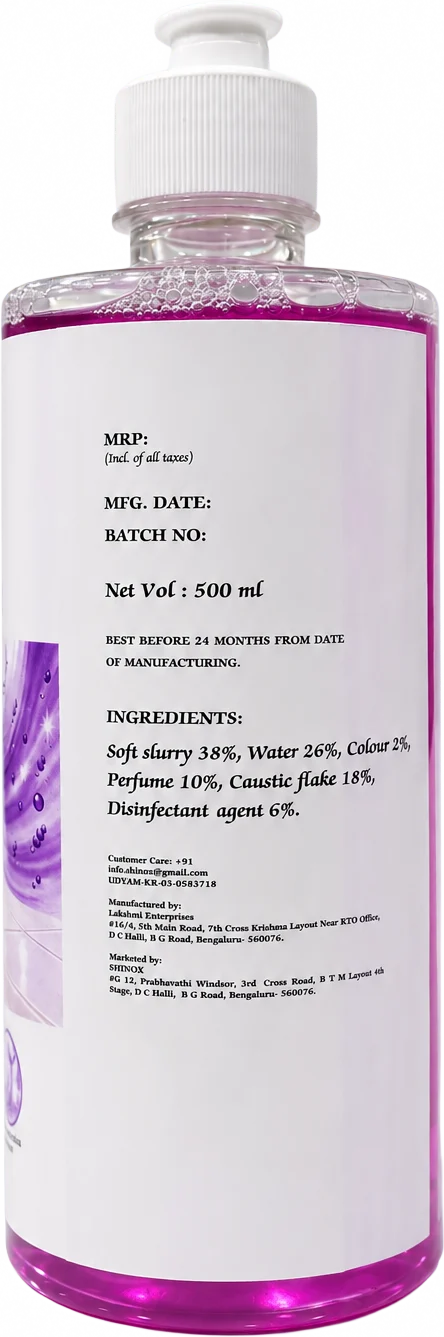 MRP:
(Incl. of all taxes)
MFG. DATE:
BATCH NO:
Net Vol : 500 ml
BEST BEFORE 24 MONTHS FROM DATE
OF MANUFACTURING.
INGREDIENTS:
Soft slurry 38%, Water 26%, Colour 2%,
Perfume 10%, Caustic flake 18%,
Disinfectant agent 6%.
Customer Care: +91
info.shinox@gmail.com
UDYAM-KR-03-0583718
Manufactured by:
Lakshmi Enterprises
#16/4, 5th Main Road, 7th Cross Krishna Layout Near RTO Office,
D C Halli, B G Road, Bengaluru- 560076.
Marketed by:
SHINOX
#G 12, Prabhavathi Windsor, 3rd Cross Road, B T M Layout 4th
Stage, D C Halli, B G Road, Bengaluru- 560076.